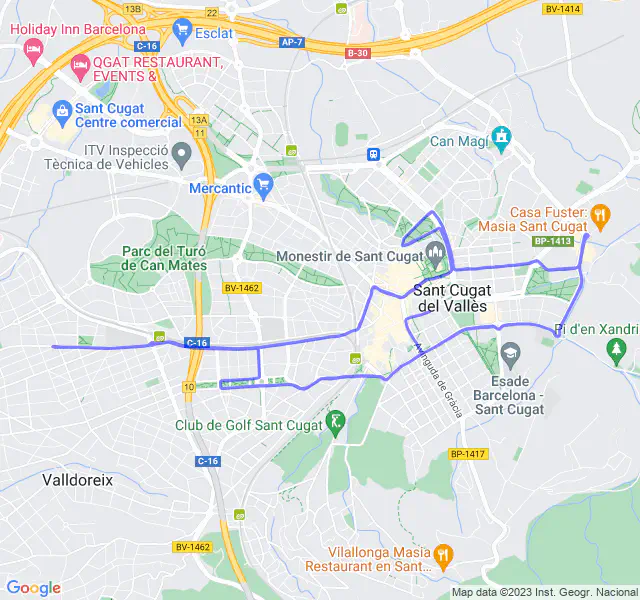 13B
22
BV-1414
Holiday Inn Barcelona
Esclat
C-16
AP-7
B-30
QGAT RESTAURANT,
EVENTS &
Sant Cugat
Centre comercial
13A
11
Can Magí
ITV Inspecció
Tècnica de Vehicles
Mercantic
Casa Fuster:
Masia Sant Cugat
BP-1413
Parc del Turó
de Can Mates
Monestir de Sant Cugat
BV-1462
Sant Cugat
del Vallès
C-16
Pi d'en Xandri
Avinguda de Gràcia
Esade
Barcelona -
Sant Cugat
10
Club de Golf Sant Cugat
C-16
BP-1417
Valldoreix
BV-1462
Vilallonga Masia
Restaurant en Sant...
Google
Map data ©2023 Inst. Geogr. Nacional